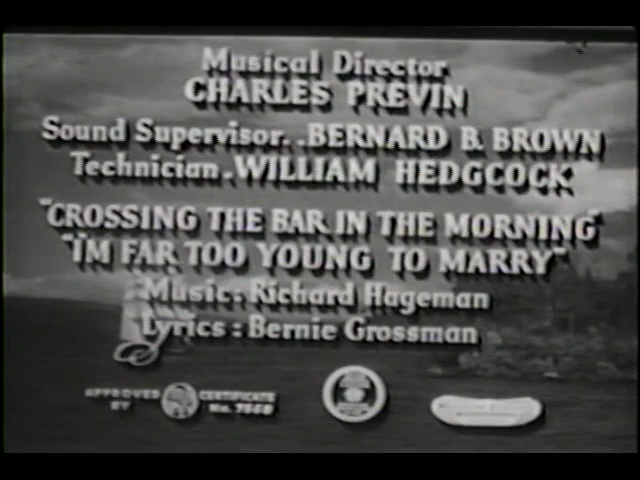 Musical Director
CHARLES PREVIN
Sound Supervisor..BERNARD B. BROWN
Technician.WILLIAM HEDGCOCK
"CROSSING THE BAR IN THE MORNING"
"I'M FAR TOO YOUNG TO MARRY"
Music: Richard Hageman
Lyrics: Bernie Grossman
APPROVED BY
CERTIFICATE No.